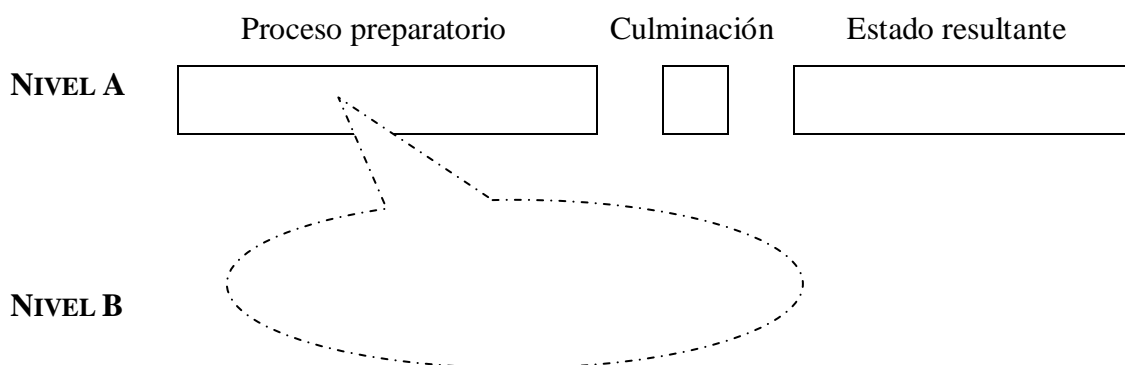 Proceso preparatorio Culminación Estado resultante
NIVEL A
NIVEL B